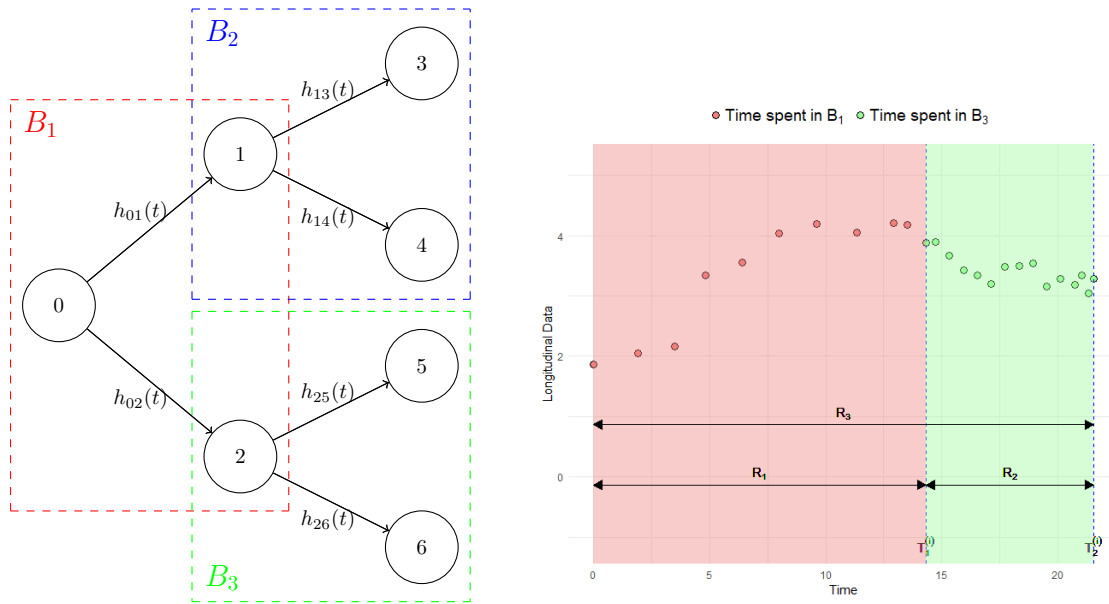 B₂
3
h₁₃(t)
B₁
1
h₀₁(t)
h₁₄(t)
4
0
h₀₂(t)
5
h₂₅(t)
2
h₂₆(t)
6
B₃
Time spent in B₁ Time spent in B₃
Longitudinal Data
4
2
0
R₃
R₁ R₂
T₁⁽ⁱ⁾ T₂⁽ⁱ⁾
0 5 10 15 20
Time